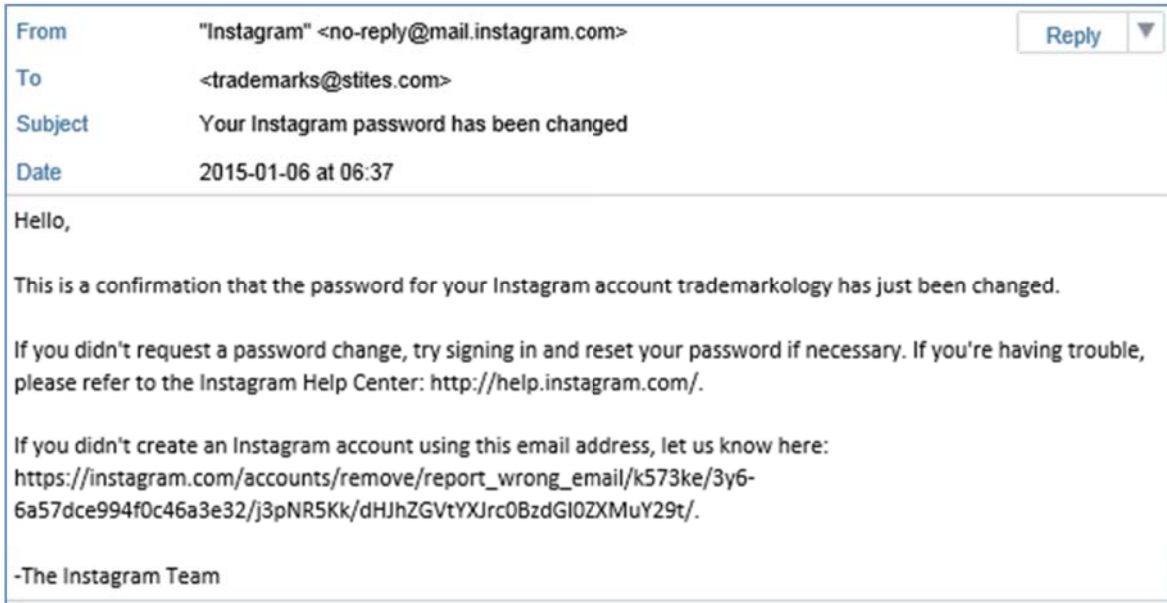 From "Instagram" <no-reply@mail.instagram.com> Reply
To <trademarks@stites.com>
Subject Your Instagram password has been changed
Date 2015-01-06 at 06:37
Hello,
This is a confirmation that the password for your Instagram account trademarkology has just been changed.
If you didn't request a password change, try signing in and reset your password if necessary. If you're having trouble,
please refer to the Instagram Help Center: http://help.instagram.com/.
If you didn't create an Instagram account using this email address, let us know here:
https://instagram.com/accounts/remove/report_wrong_email/k573ke/3y6-
6a57dce994f0c46a3e32/j3pNR5Kk/dHJhZGVtYXJrc0BzdGl0ZXMuY29t/.
-The Instagram Team